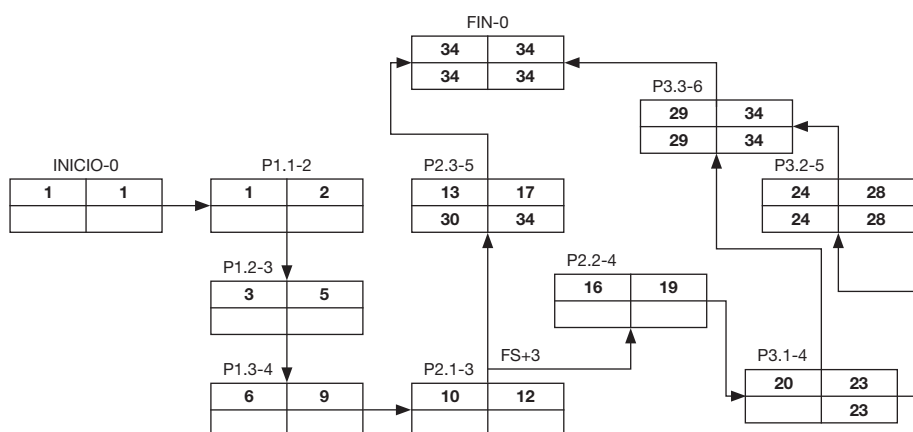 FIN-0
34 34
34 34
P3.3-6
29 34
29 34
INICIO-0
1 1
P1.1-2
1 2
P2.3-5
13 17
30 34
P3.2-5
24 28
24 28
P1.2-3
3 5
P2.2-4
16 19
FS+3
P1.3-4
6 9
P2.1-3
10 12
P3.1-4
20 23
23